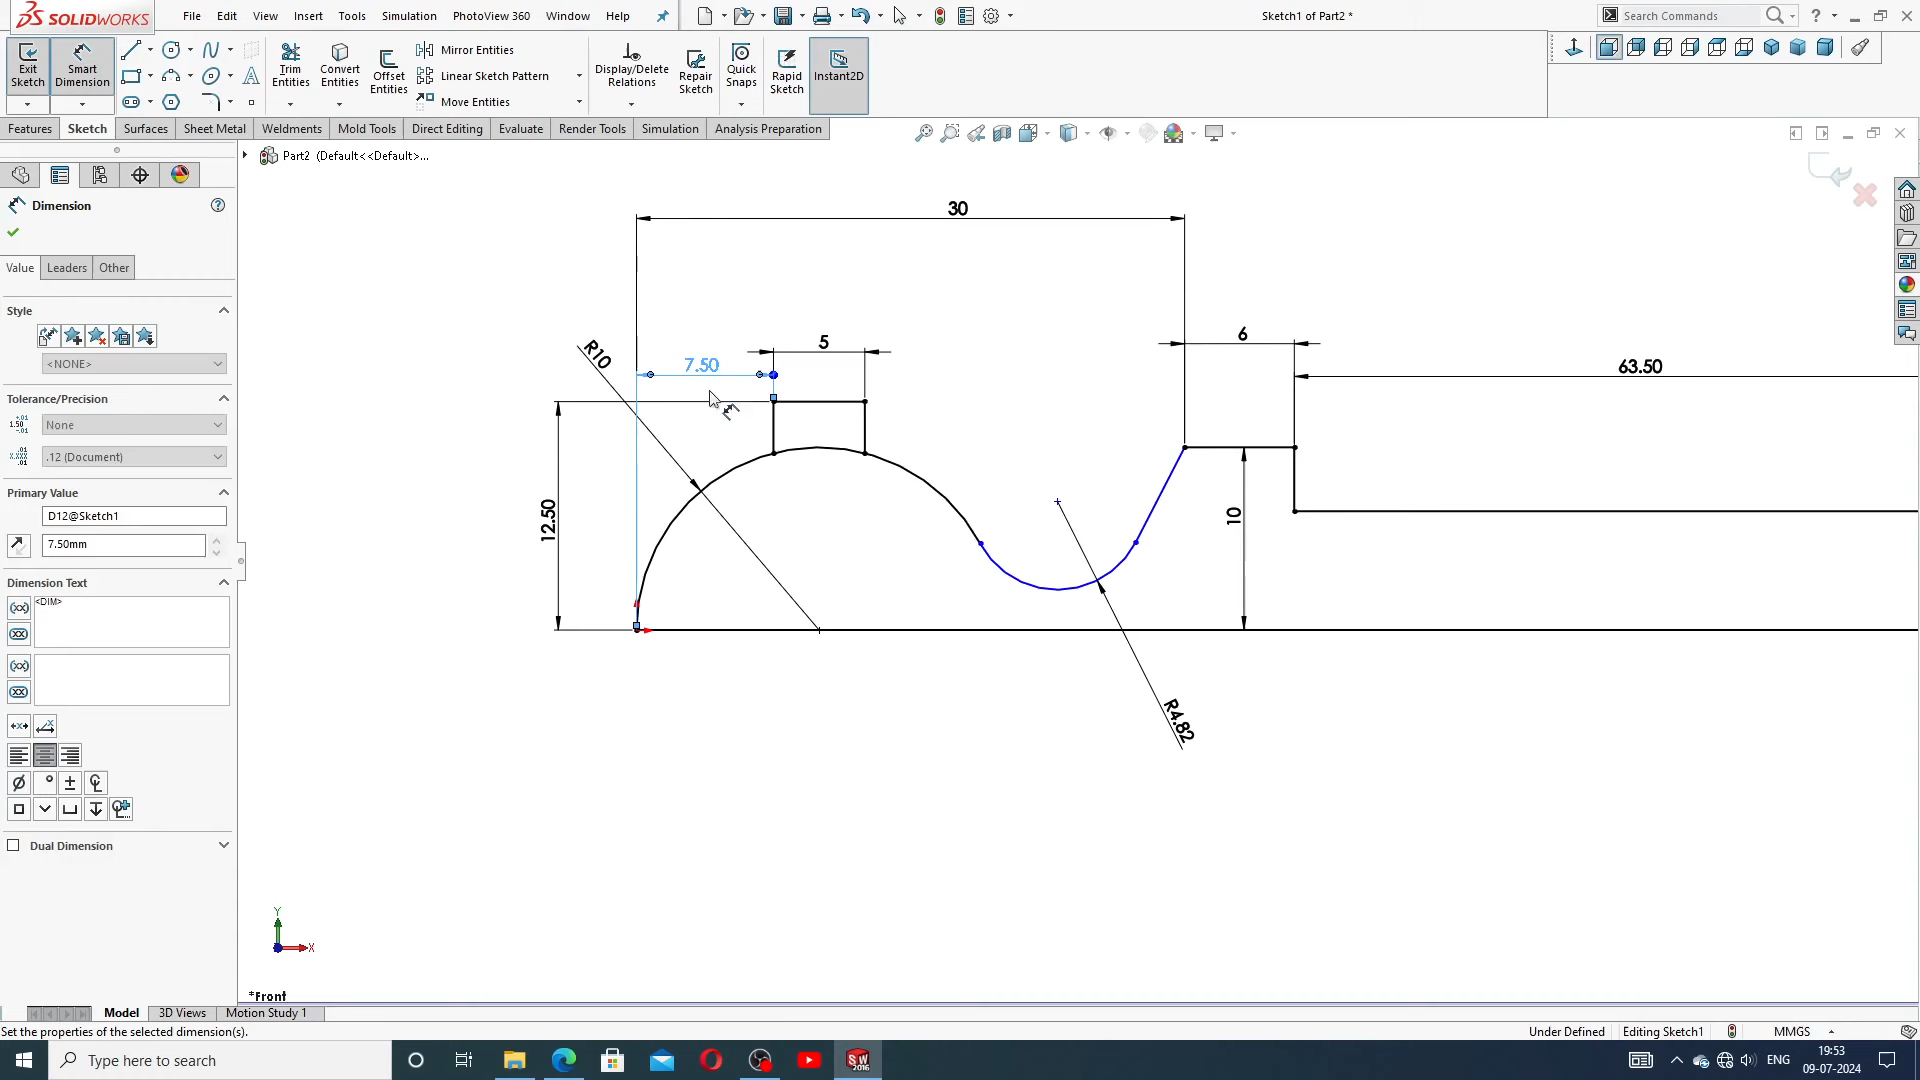 SOLIDWORKS
File Edit View Insert Tools Simulation PhotoView 360 Window Help
Sketch1 of Part2 *
Search Commands
Exit Sketch
Smart Dimension
Trim Entities
Convert Entities
Offset Entities
Mirror Entities
Linear Sketch Pattern
Move Entities
Display/Delete Relations
Repair Sketch
Quick Snaps
Rapid Sketch
Instant2D
Features Sketch Surfaces Sheet Metal Weldments Mold Tools Direct Editing Evaluate Render Tools Simulation Analysis Preparation
Part2 (Default<<Default>...
Dimension
Value Leaders Other
Style
<NONE>
Tolerance/Precision
None
.12 (Document)
Primary Value
D12@Sketch1
7.50mm
Dimension Text
<DIM>
Dual Dimension
30
5
7.50
R10
6
63.50
12.50
10
R4.82
Y
X
*Front
Model 3D Views Motion Study 1
Set the properties of the selected dimension(s).
Under Defined Editing Sketch1 MMGS
Type here to search
SW
2016
ENG
19:53
09-07-2024